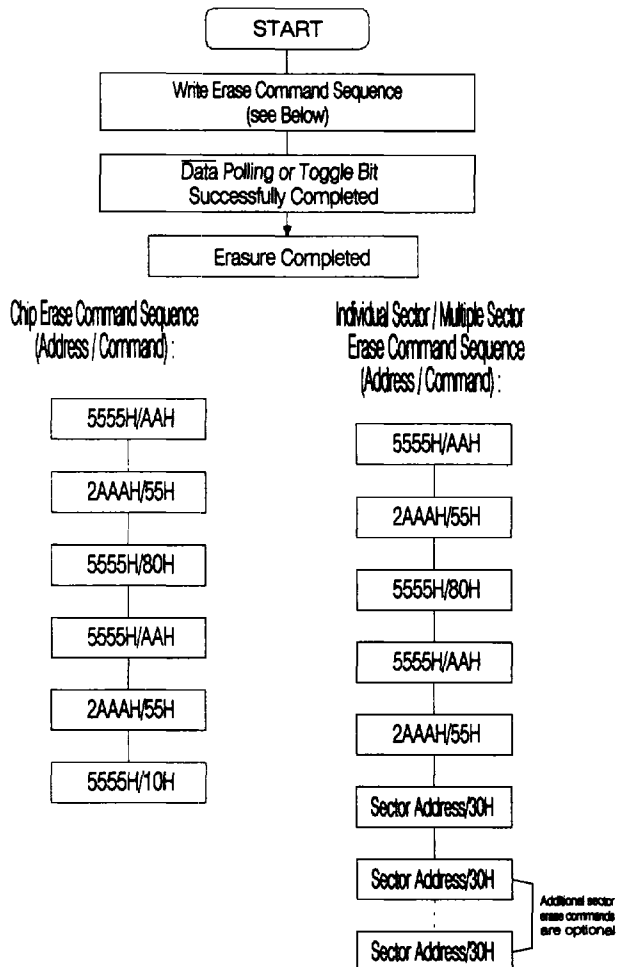 START
Write Erase Command Sequence
(see Below)
Data Polling or Toggle Bit
Successfully Completed
Erasure Completed
Chip Erase Command Sequence
(Address / Command) :
5555H/AAH
2AAAH/55H
5555H/80H
5555H/AAH
2AAAH/55H
5555H/10H
Individual Sector / Multiple Sector
Erase Command Sequence
(Address / Command) :
5555H/AAH
2AAAH/55H
5555H/80H
5555H/AAH
2AAAH/55H
Sector Address/30H
Sector Address/30H
Sector Address/30H
Additional sector
erase commands
are optional